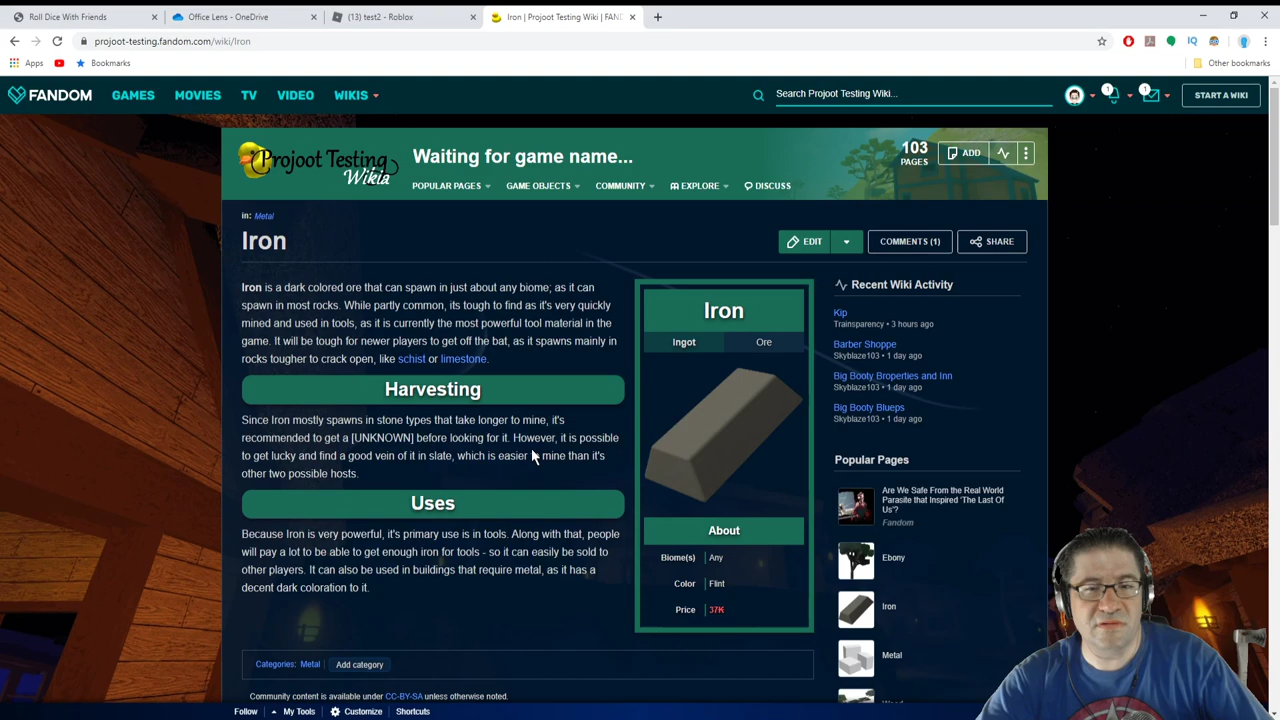 Roll Dice With Friends
Office Lens - OneDrive
(13) test2 - Roblox
Iron | Projoot Testing Wiki | FAN
projoot-testing.fandom.com/wiki/Iron
Apps
Bookmarks
Other bookmarks
FANDOM
GAMES
MOVIES
TV
VIDEO
WIKIS
Search Projoot Testing Wiki...
1
1
START A WIKI
Projoot Testing
Wikia
Waiting for game name...
103
PAGES
ADD
POPULAR PAGES
GAME OBJECTS
COMMUNITY
EXPLORE
DISCUSS
in: Metal
Iron
EDIT
COMMENTS (1)
SHARE
Iron is a dark colored ore that can spawn in just about any biome; as it can
spawn in most rocks. While partly common, its tough to find as it's very quickly
mined and used in tools, as it is currently the most powerful tool material in the
game. It will be tough for newer players to get off the bat, as it spawns mainly in
rocks tougher to crack open, like schist or limestone.
Harvesting
Since Iron mostly spawns in stone types that take longer to mine, it's
recommended to get a [UNKNOWN] before looking for it. However, it is possible
to get lucky and find a good vein of it in slate, which is easier to mine than it's
other two possible hosts.
Uses
Because Iron is very powerful, it's primary use is in tools. Along with that, people
will pay a lot to be able to get enough iron for tools - so it can easily be sold to
other players. It can also be used in buildings that require metal, as it has a
decent dark coloration to it.
Iron
Ingot
Ore
About
Biome(s) Any
Color Flint
Price 37K
Recent Wiki Activity
Kip
Trainsparency • 3 hours ago
Barber Shoppe
Skyblaze103 • 1 day ago
Big Booty Broperties and Inn
Skyblaze103 • 1 day ago
Big Booty Blueps
Skyblaze103 • 1 day ago
Popular Pages
Are We Safe From the Real World
Parasite that Inspired 'The Last Of
Us'?
Fandom
Ebony
Iron
Metal
Categories: Metal
Add category
Community content is available under CC-BY-SA unless otherwise noted.
Follow
My Tools
Customize
Shortcuts